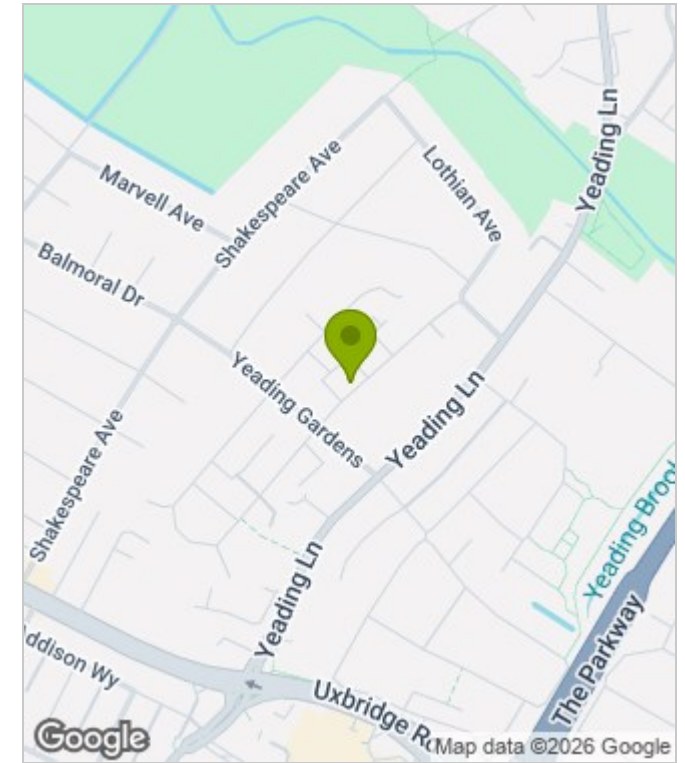 Yeading Ln
Lothian Ave
Shakespeare Ave
Marvell Ave
Balmoral Dr
Yeading Gardens
Yeading Ln
Shakespeare Ave
Yeading Brook
Yeading Ln
The Parkway
ddison Wy
Uxbridge R
Google
Map data ©2026 Google